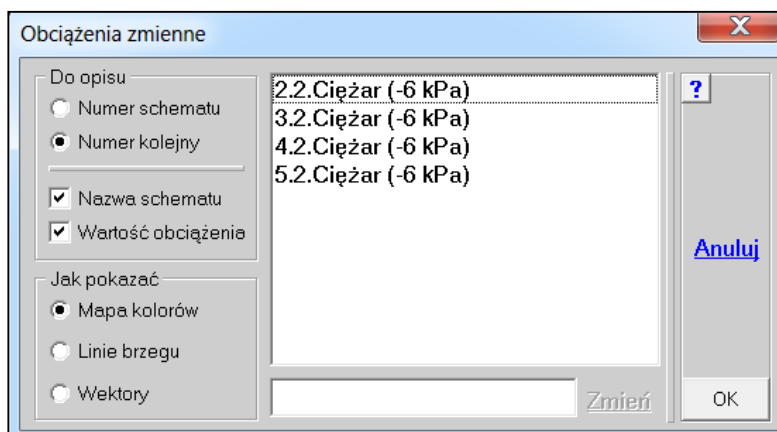 Obciążenia zmienne
X
Do opisu
Numer schematu
Numer kolejny
Nazwa schematu
Wartość obciążenia
Jak pokazać
Mapa kolorów
Linie brzegu
Wektory
2.2.Ciężar (-6 kPa)
3.2.Ciężar (-6 kPa)
4.2.Ciężar (-6 kPa)
5.2.Ciężar (-6 kPa)
Zmień
?
Anuluj
OK